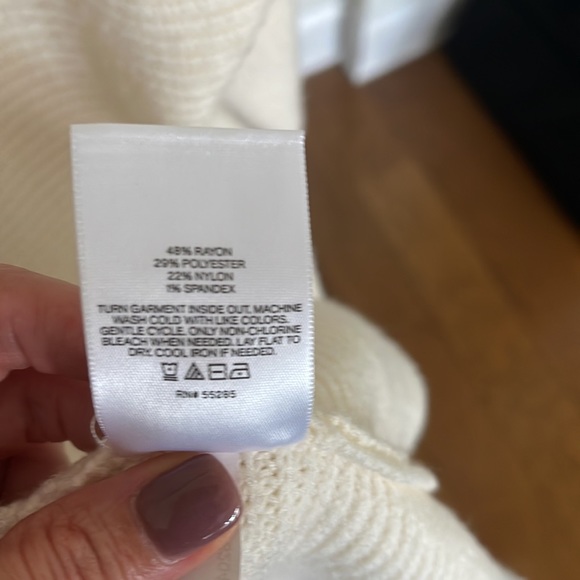 48% RAYON
29% POLYESTER
22% NYLON
1% SPANDEX
TURN GARMENT INSIDE OUT. MACHINE
WASH COLD WITH LIKE COLORS.
GENTLE CYCLE. ONLY NON-CHLORINE
BLEACH WHEN NEEDED. LAY FLAT TO
DRY. COOL IRON IF NEEDED.
RN# 55285